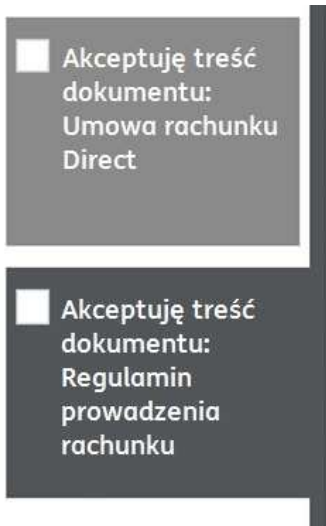 Akceptuję treść
dokumentu:
Umowa rachunku
Direct
Akceptuję treść
dokumentu:
Regulamin
prowadzenia
rachunku